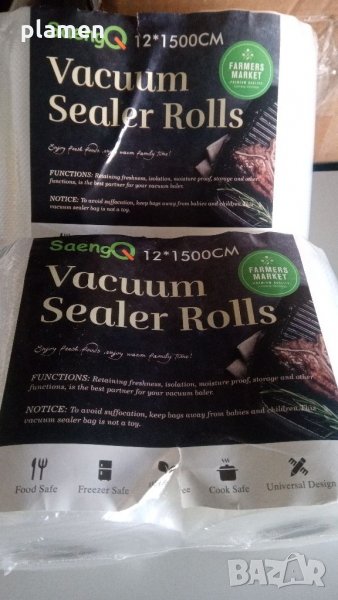 plamen
SaengQ 12*1500CM
FARMERS
MARKET
PREMIUM QUALITY
Vacuum
Sealer Rolls
Enjoy fresh foods, enjoy warm family time!
FUNCTIONS: Retaining freshness, isolation, moisture proof, storage and other
functions, is the best partner for your vacuum baler.
NOTICE: To avoid suffocation, keep bags away from babies and children. This
vacuum sealer bag is not a toy.
SaengQ 12*1500CM
FARMERS
MARKET
PREMIUM QUALITY
Vacuum
Sealer Rolls
Enjoy fresh foods, enjoy warm family time!
FUNCTIONS: Retaining freshness, isolation, moisture proof, storage and other
functions, is the best partner for your vacuum baler.
NOTICE: To avoid suffocation, keep bags away from babies and children. This
vacuum sealer bag is not a toy.
Food Safe Freezer Safe Cook Safe Universal Design
BAZAR